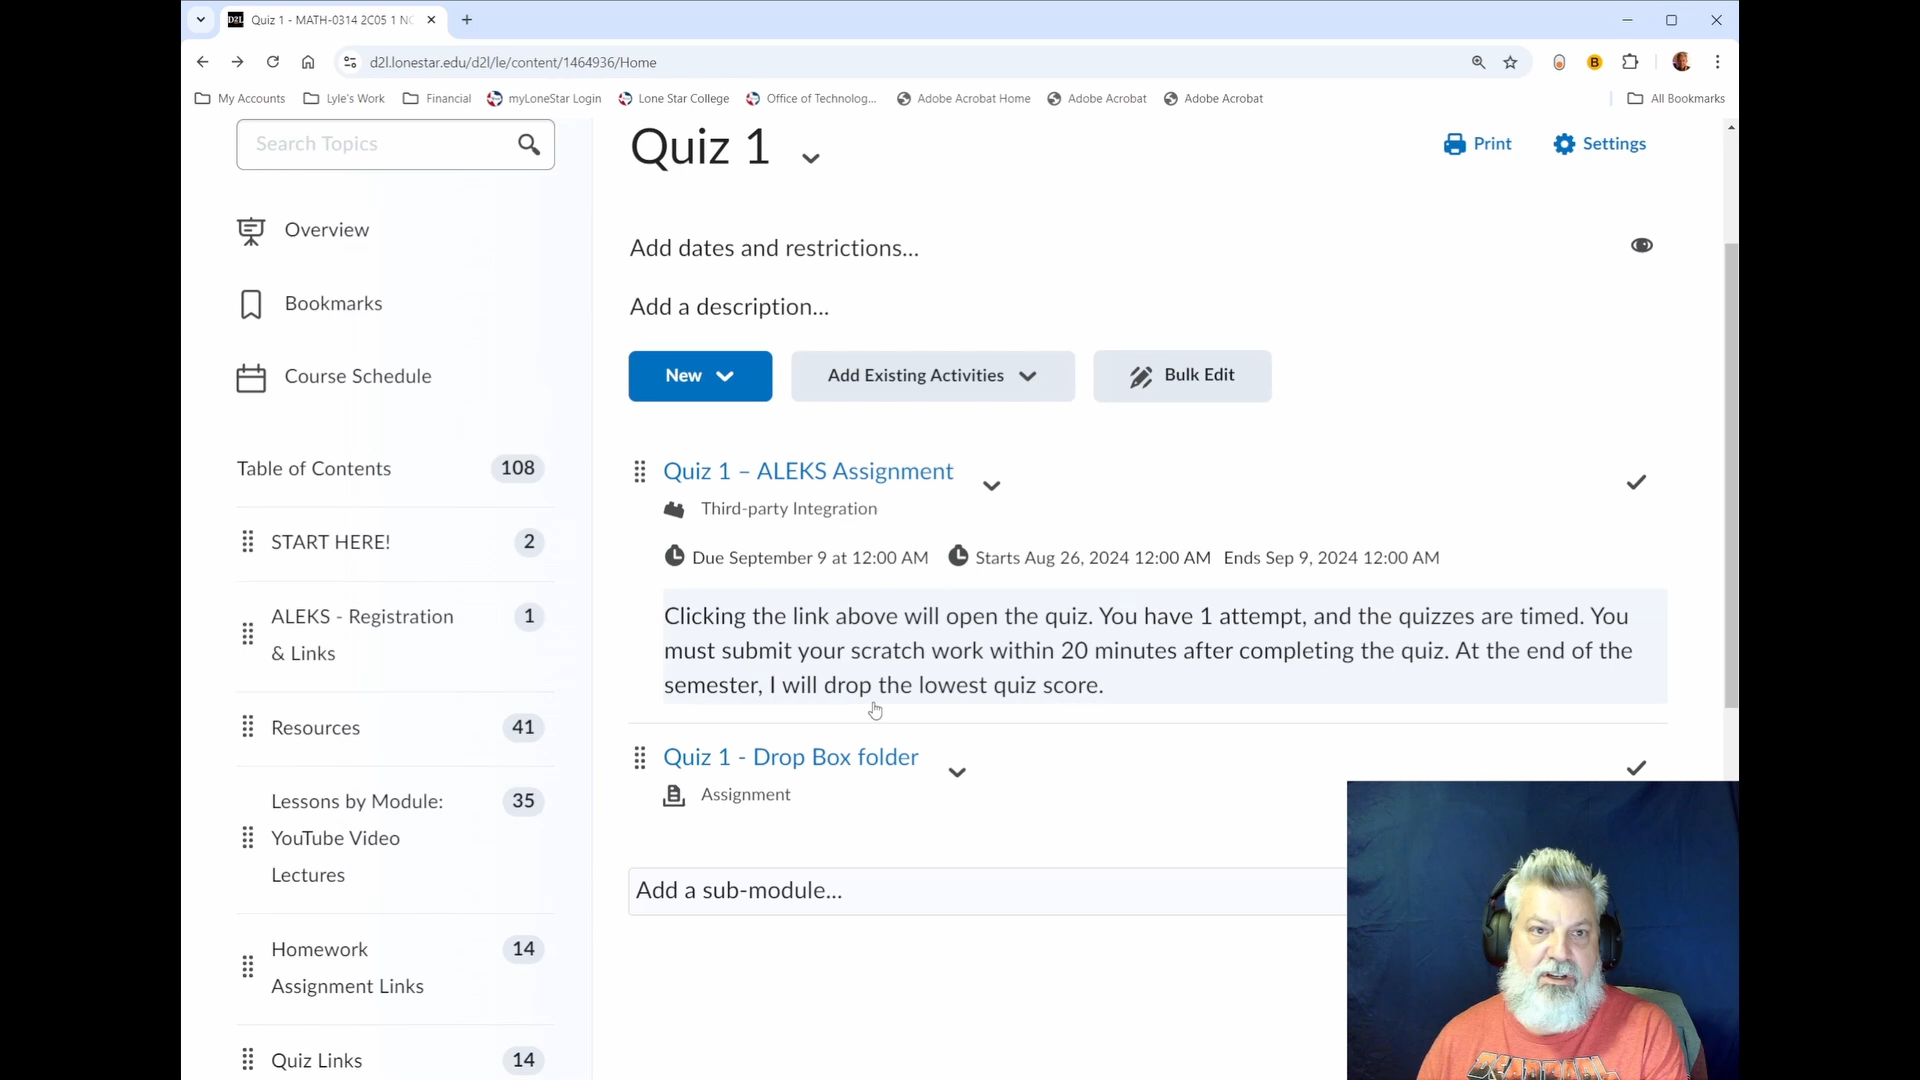 Quiz 1 - MATH-0314 2C05 1 NC
d2l.lonestar.edu/d2l/le/content/1464936/Home
B
My Accounts
Lyle's Work
Financial
myLoneStar Login
Lone Star College
Office of Technolog...
Adobe Acrobat Home
Adobe Acrobat
Adobe Acrobat
All Bookmarks
Search Topics
Overview
Bookmarks
Course Schedule
Table of Contents 108
START HERE! 2
ALEKS - Registration 1
& Links
Resources 41
Lessons by Module: 35
YouTube Video
Lectures
Homework 14
Assignment Links
Quiz Links 14
Quiz 1
Print
Settings
Add dates and restrictions...
Add a description...
New
Add Existing Activities
Bulk Edit
Quiz 1 – ALEKS Assignment
Third-party Integration
Due September 9 at 12:00 AM Starts Aug 26, 2024 12:00 AM Ends Sep 9, 2024 12:00 AM
Clicking the link above will open the quiz. You have 1 attempt, and the quizzes are timed. You
must submit your scratch work within 20 minutes after completing the quiz. At the end of the
semester, I will drop the lowest quiz score.
Quiz 1 - Drop Box folder
Assignment
Add a sub-module...